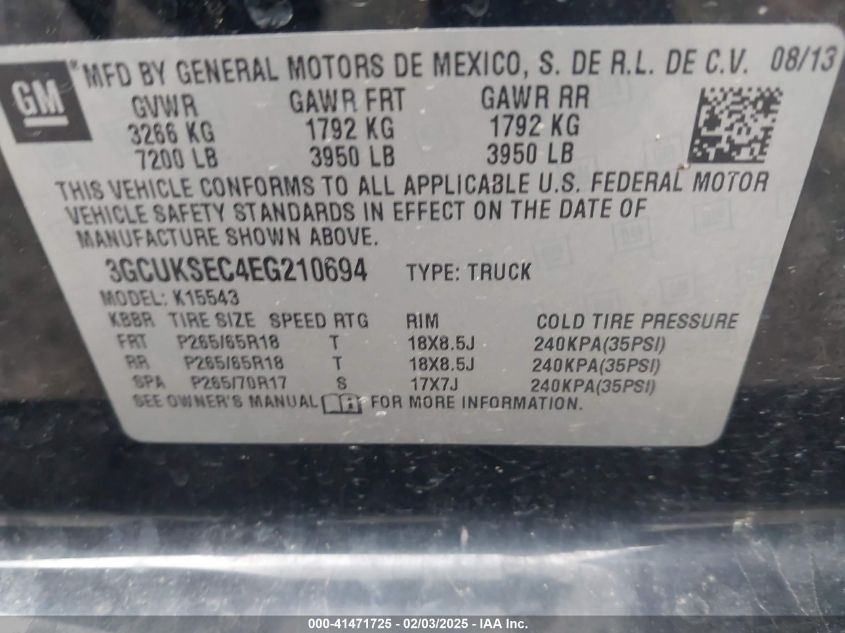 GM
® MFD BY GENERAL MOTORS DE MEXICO, S. DE R.L. DE C.V. 08/13
GVWR GAWR FRT GAWR RR
3266 KG 1792 KG 1792 KG
7200 LB 3950 LB 3950 LB
THIS VEHICLE CONFORMS TO ALL APPLICABLE U.S. FEDERAL MOTOR
VEHICLE SAFETY STANDARDS IN EFFECT ON THE DATE OF
MANUFACTURE SHOWN ABOVE.
3GCUKSEC4EG210694 TYPE: TRUCK
MODEL: K15543
KBBR TIRE SIZE SPEED RTG RIM COLD TIRE PRESSURE
FRT P265/65R18 T 18X8.5J 240KPA(35PSI)
RR P265/65R18 T 18X8.5J 240KPA(35PSI)
SPA P265/70R17 S 17X7J 240KPA(35PSI)
SEE OWNER'S MANUAL FOR MORE INFORMATION.
000-41471725 - 02/03/2025 - IAA Inc.